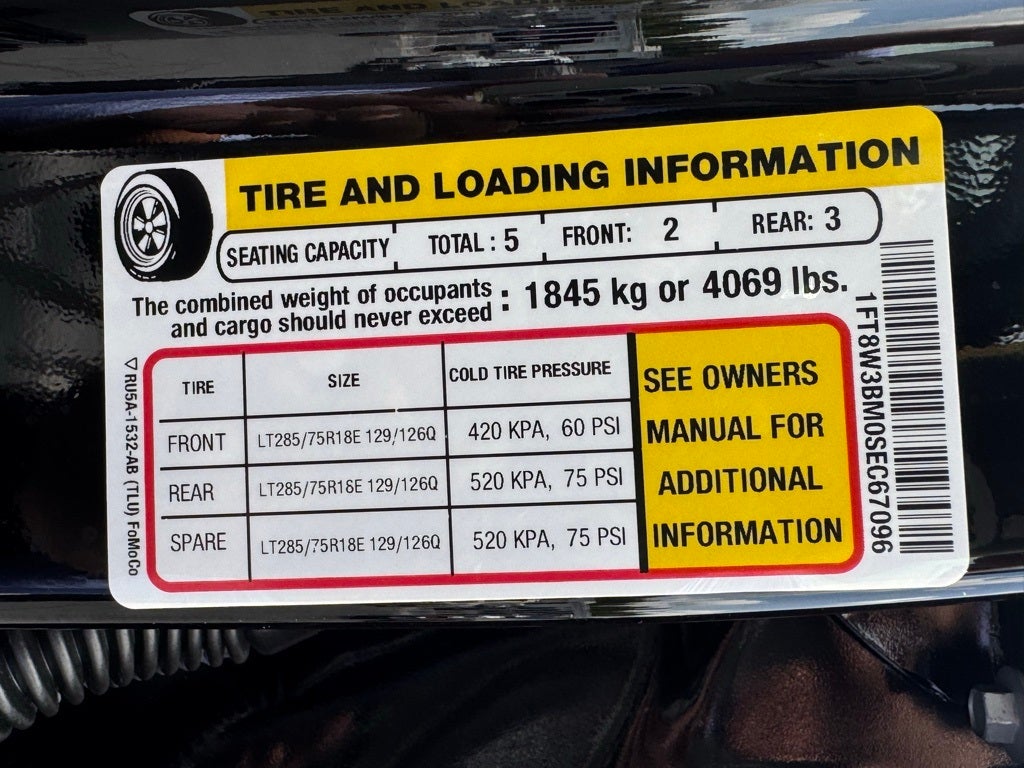 TIRE AND LOADING INFORMATION
SEATING CAPACITY TOTAL : 5 FRONT: 2 REAR: 3
The combined weight of occupants
and cargo should never exceed : 1845 kg or 4069 lbs.
TIRE SIZE COLD TIRE PRESSURE
FRONT LT285/75R18E 129/126Q 420 KPA, 60 PSI
REAR LT285/75R18E 129/126Q 520 KPA, 75 PSI
SPARE LT285/75R18E 129/126Q 520 KPA, 75 PSI
SEE OWNERS
MANUAL FOR
ADDITIONAL
INFORMATION
1FT8W3BM0SEC67096
RU5A-1532-AB (TLU) FoMoCo